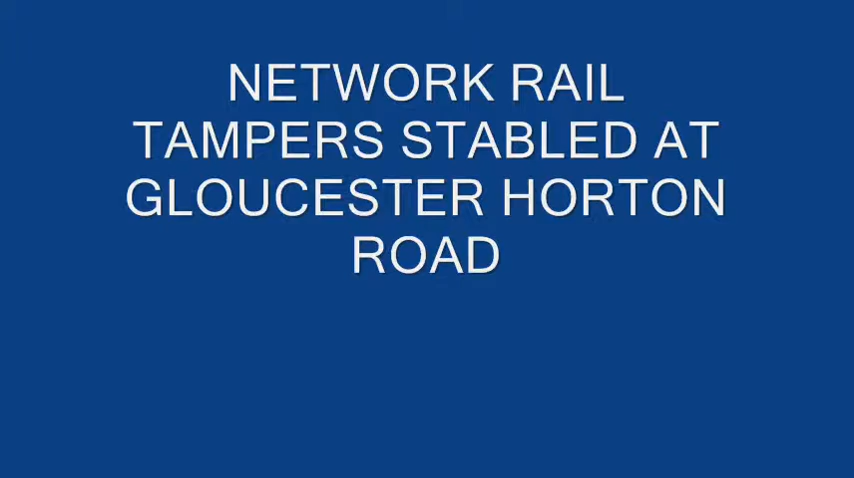 NETWORK RAIL
TAMPERS STABLED AT
GLOUCESTER HORTON
ROAD